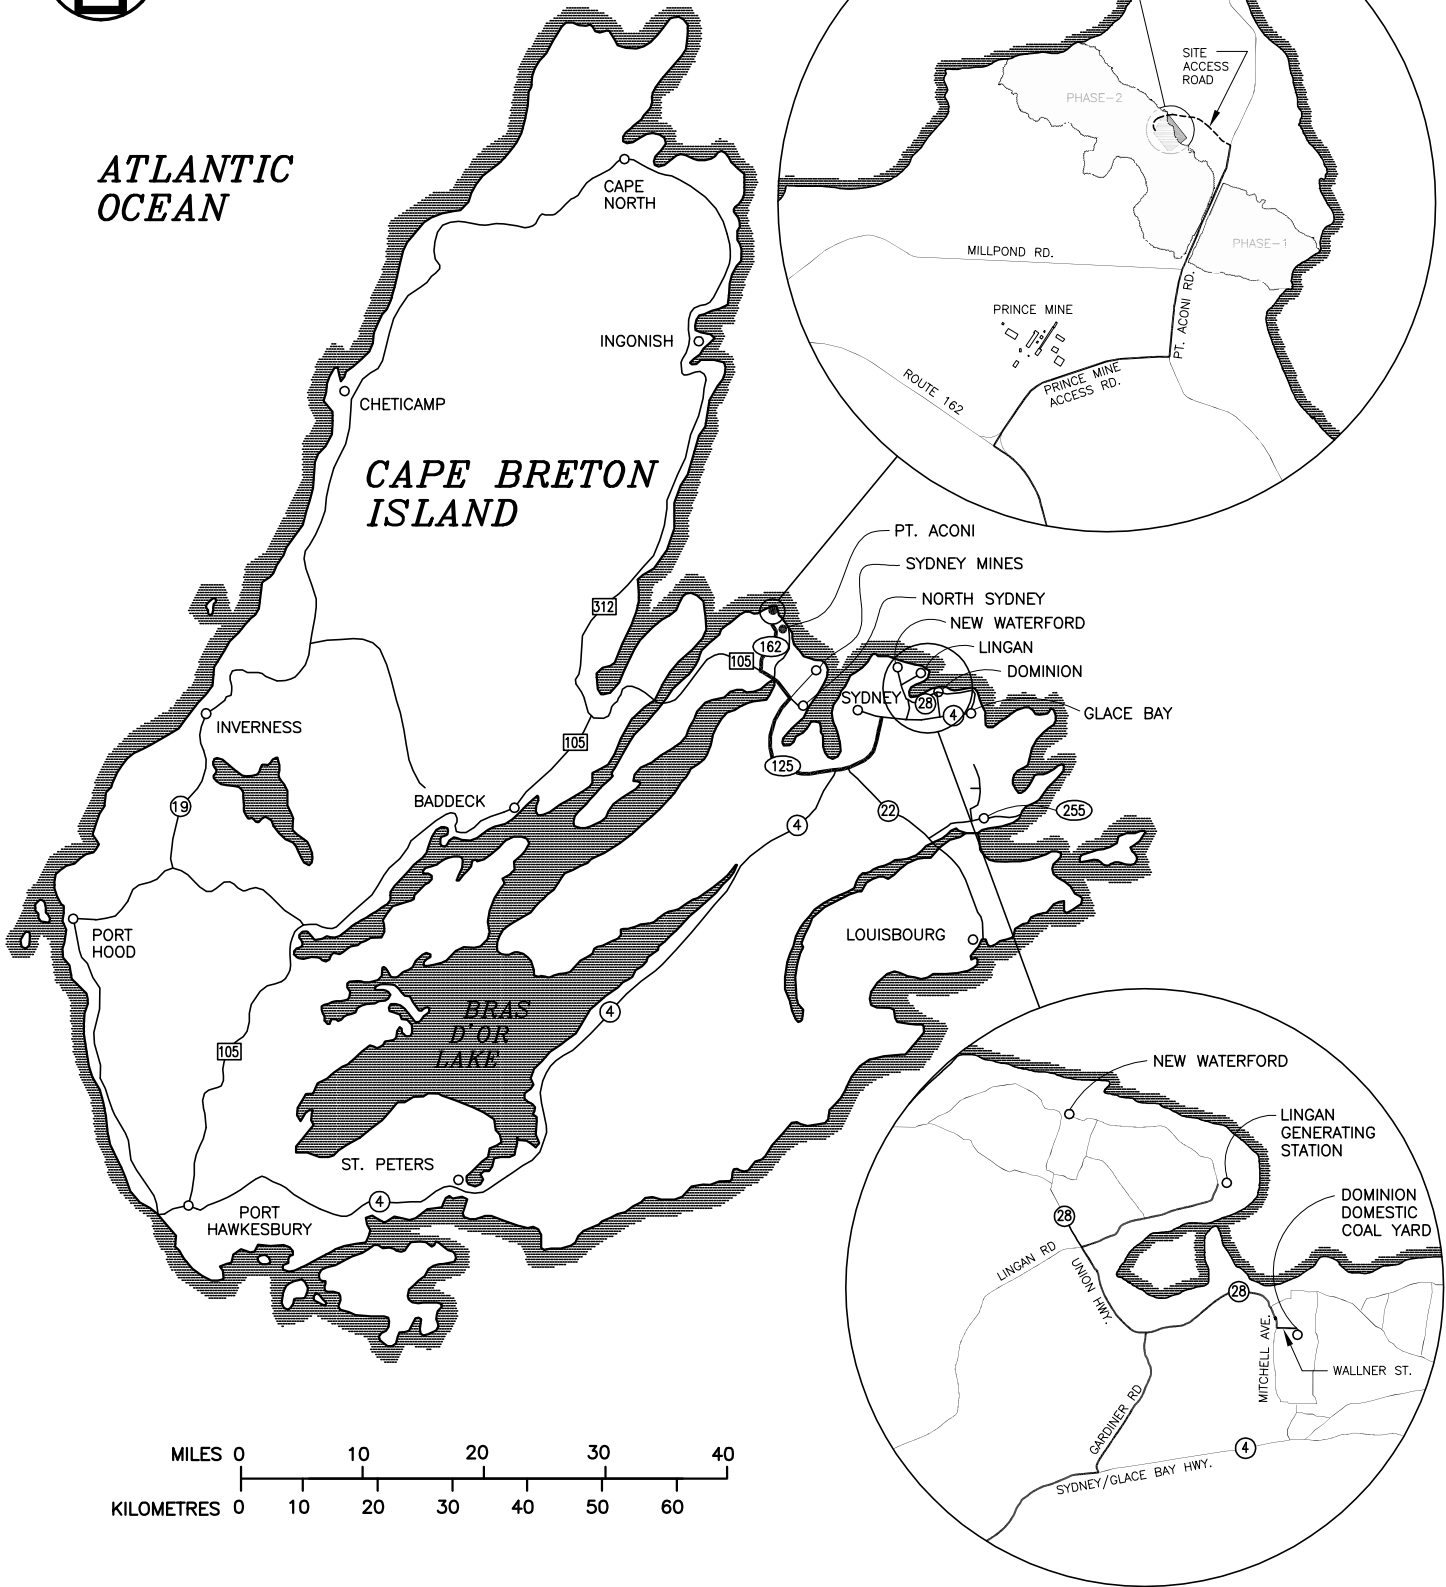 SITE
ACCESS
ROAD
PHASE-2
ATLANTIC
OCEAN
CAPE
NORTH
PHASE-1
MILLPOND RD.
PT. ACONI RD.
PRINCE MINE
INGONISH
PRINCE MINE
ACCESS RD.
ROUTE 162
CHETICAMP
CAPE BRETON
ISLAND
PT. ACONI
SYDNEY MINES
NORTH SYDNEY
312
NEW WATERFORD
162
LINGAN
105
DOMINION
SYDNEY
28
4
GLACE BAY
INVERNESS
105
125
BADDECK
19
4
22
255
PORT
HOOD
LOUISBOURG
BRAS
D'OR
LAKE
4
105
NEW WATERFORD
LINGAN
GENERATING
STATION
ST. PETERS
4
DOMINION
DOMESTIC
COAL YARD
PORT
HAWKESBURY
28
LINGAN RD
UNION HWY.
28
MITCHELL AVE.
WALLNER ST.
GARDINER RD
4
SYDNEY/GLACE BAY HWY.
MILES 0 10 20 30 40
KILOMETRES 0 10 20 30 40 50 60